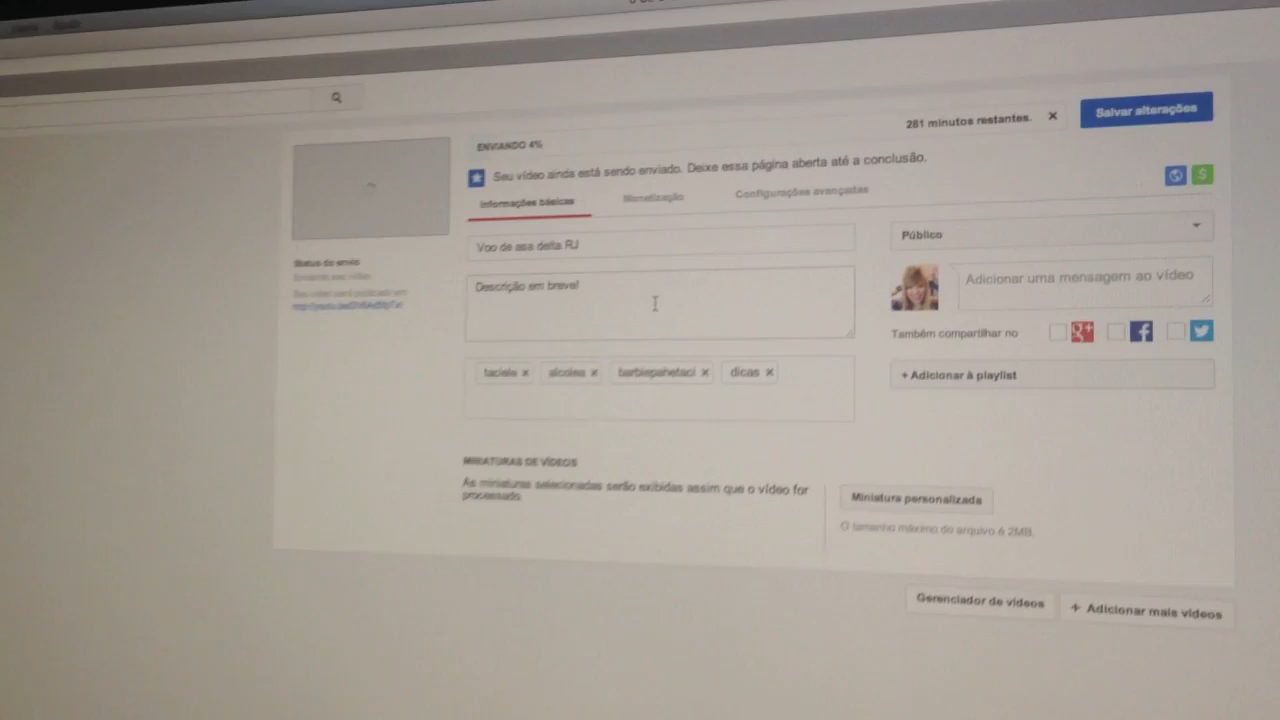 281 minutos restantes. ×
Salvar alterações
ENVIANDO 4%
Seu vídeo ainda está sendo enviado. Deixe essa página aberta até a conclusão.
Informações básicas
Monetização
Configurações avançadas
Voo de asa delta RJ
Público
Descrição em breve!
Adicionar uma mensagem ao vídeo
Status do envio
Também compartilhar no
g+ f
dicas ×
+ Adicionar à playlist
MINIATURAS DE VÍDEOS
As miniaturas selecionadas serão exibidas assim que o vídeo for
processado.
Miniatura personalizada
O tamanho máximo do arquivo é 2MB.
Gerenciador de vídeos
+ Adicionar mais vídeos